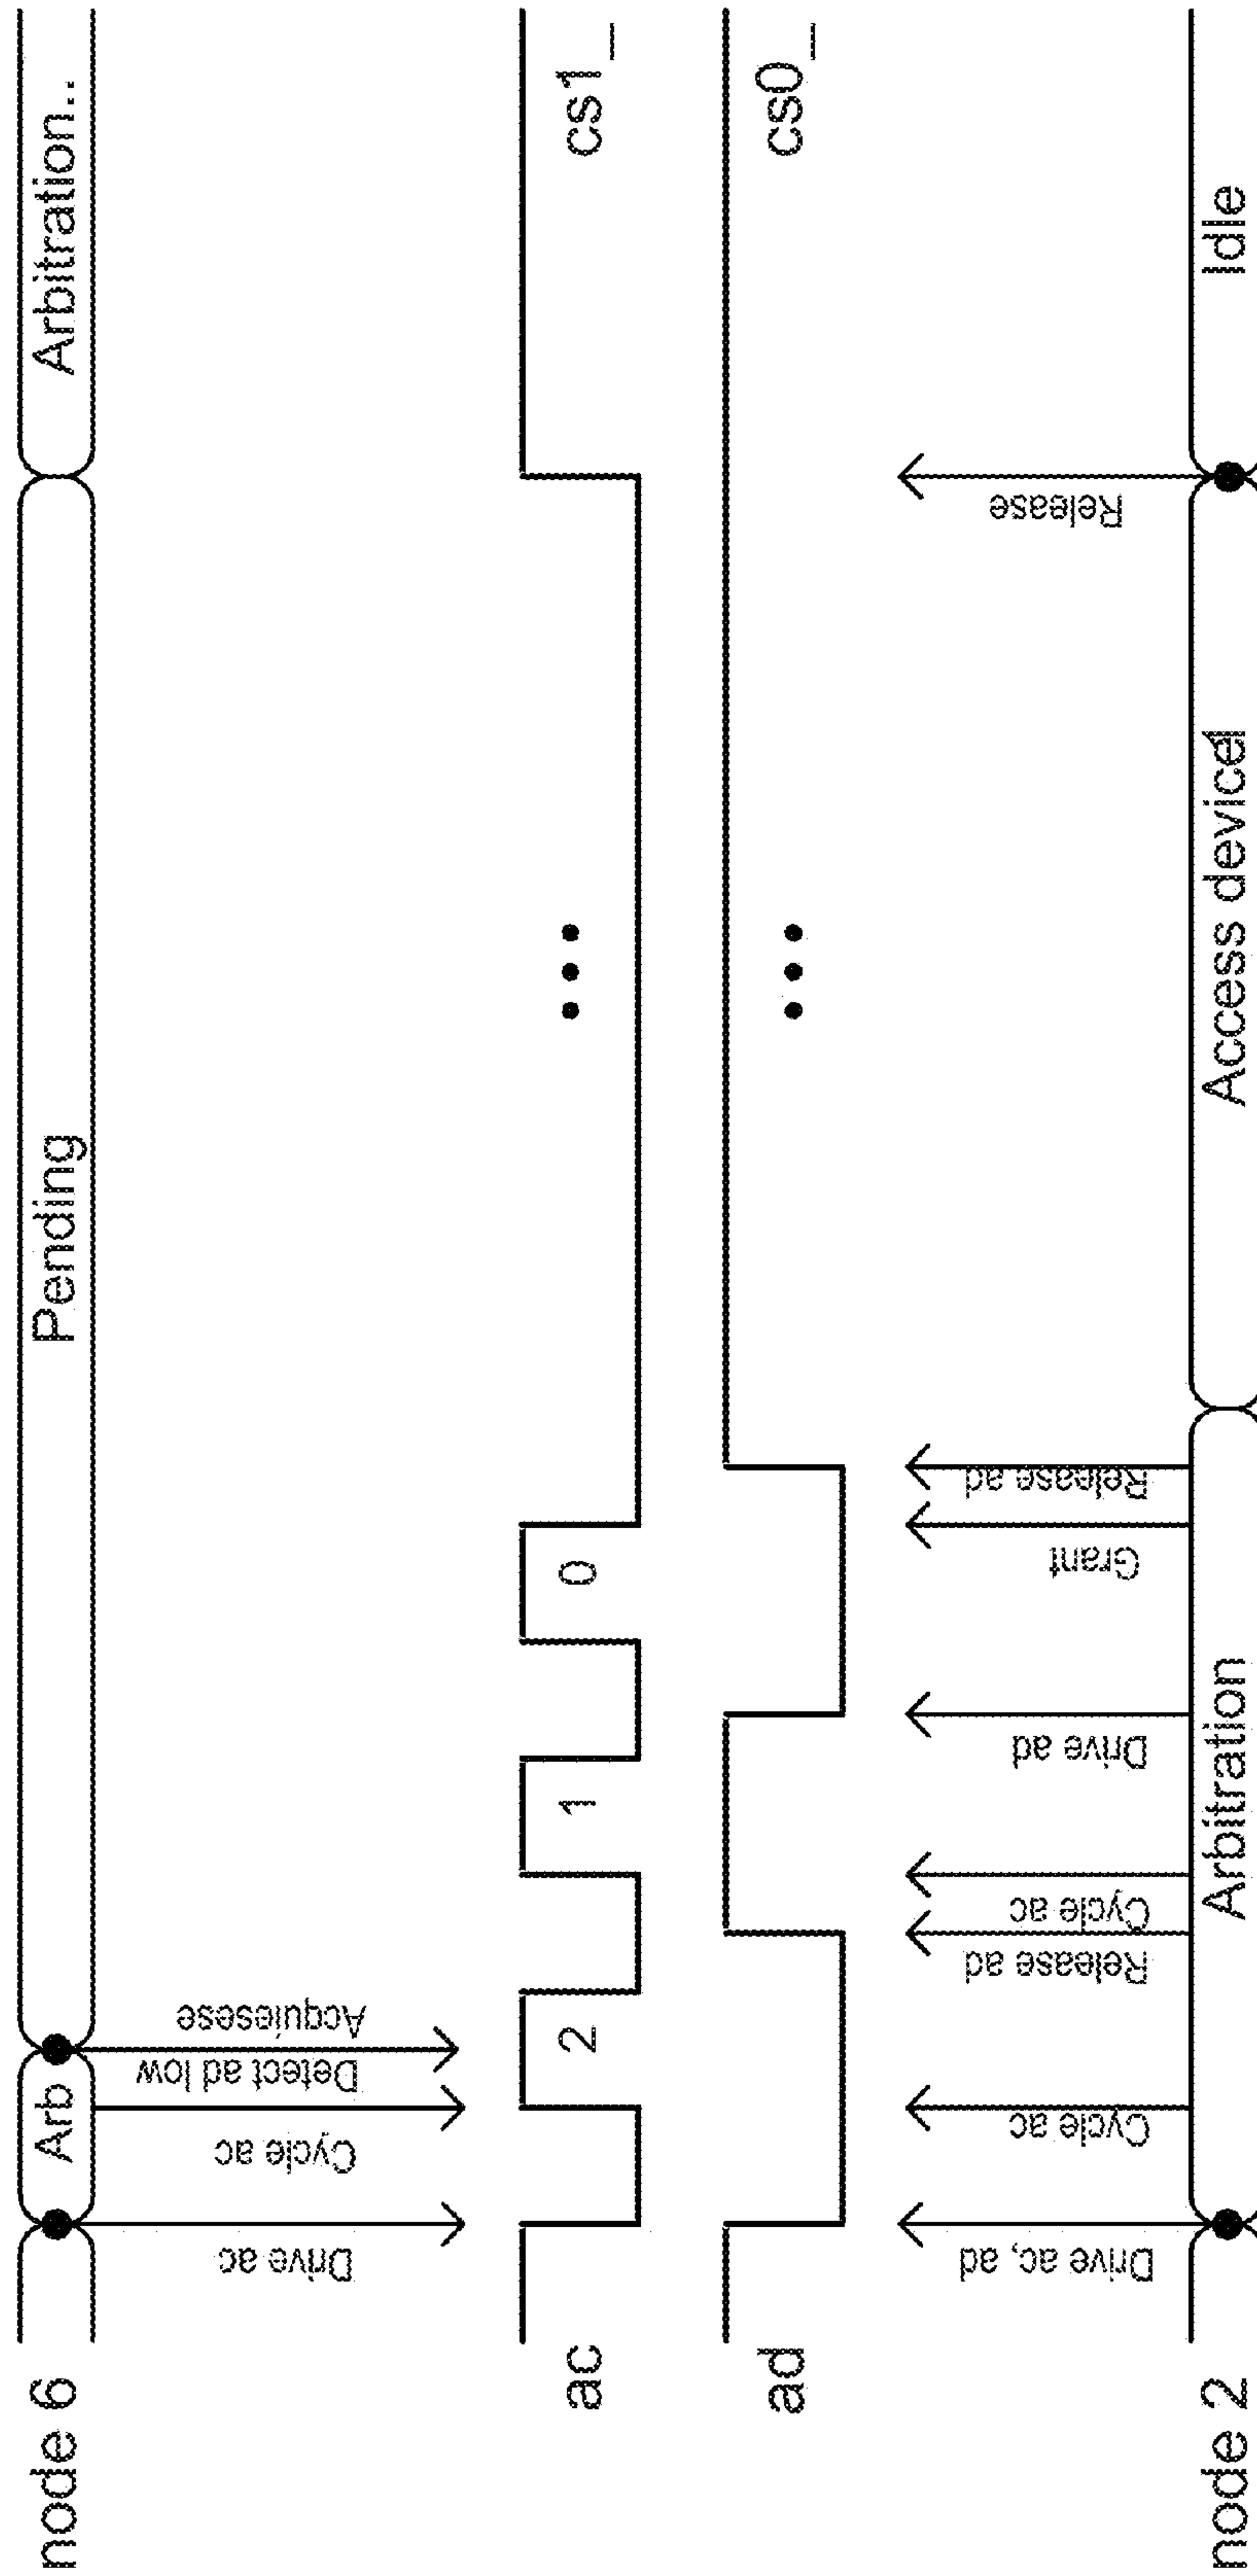 node 6
Arb
Pending
Arbitration..
Drive ac
Cycle ac
Detect ad low
Acquiesese
ac
2
1
0
cs1_
ad
cs0_
Drive ac, ad
Cycle ac
Release ad
Cycle ac
Drive ad
Grant
Release ad
Release
node 2
Arbitration
Access device
Idle